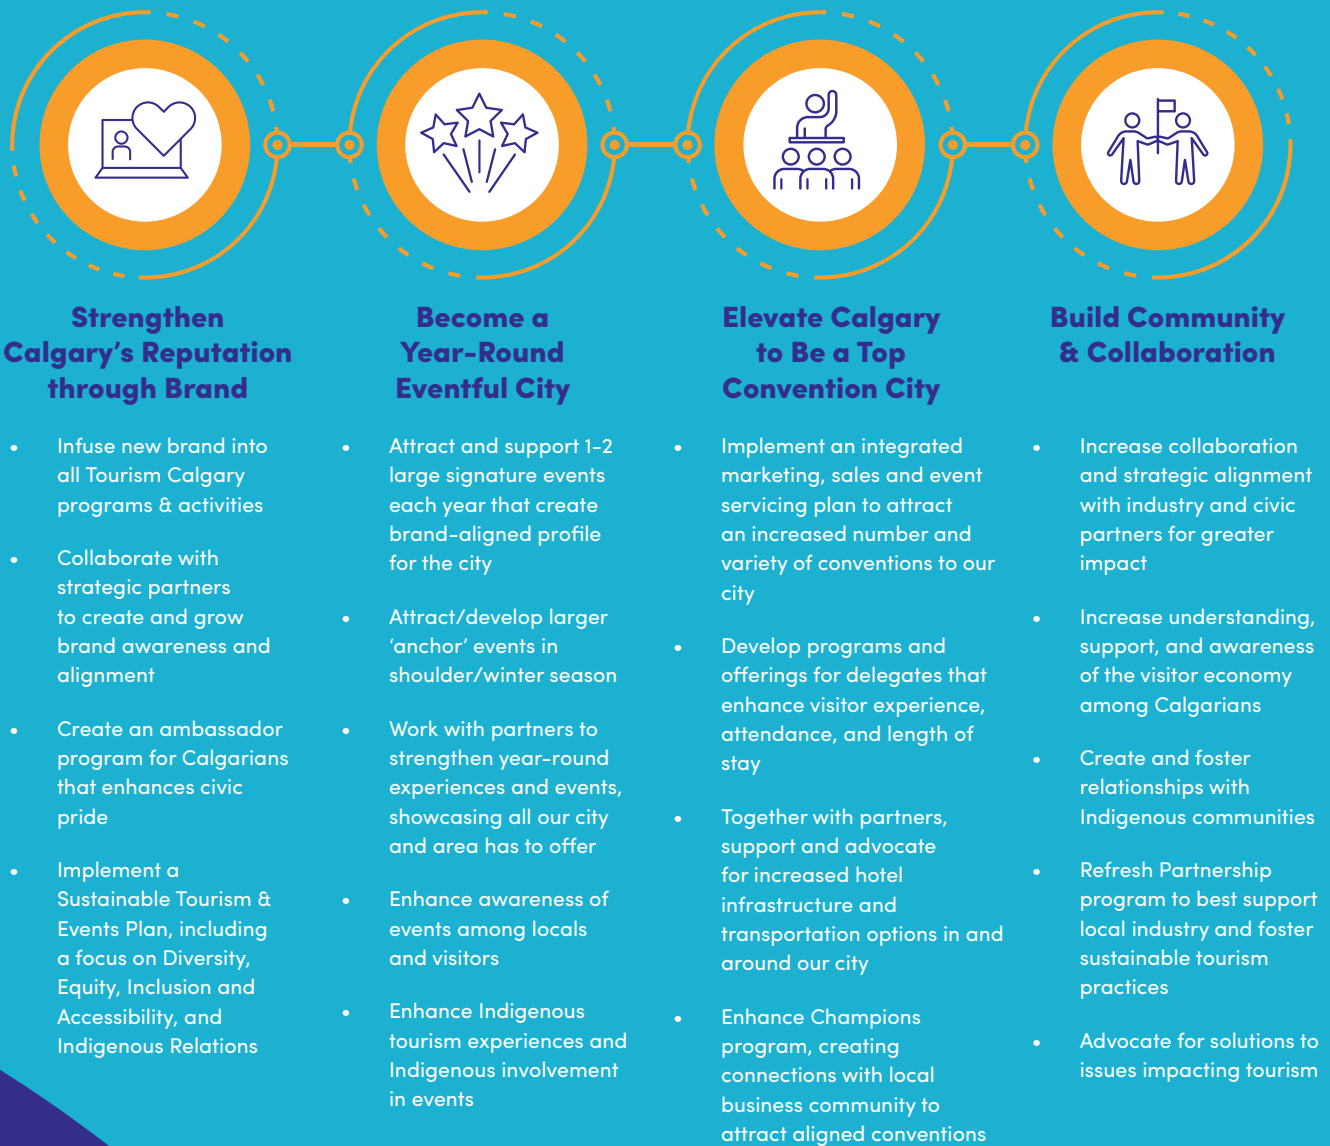 Strengthen
Calgary's Reputation
through Brand
• Infuse new brand into
all Tourism Calgary
programs & activities
• Collaborate with
strategic partners
to create and grow
brand awareness and
alignment
• Create an ambassador
program for Calgarians
that enhances civic
pride
• Implement a
Sustainable Tourism &
Events Plan, including
a focus on Diversity,
Equity, Inclusion and
Accessibility, and
Indigenous Relations
Become a
Year-Round
Eventful City
• Attract and support 1-2
large signature events
each year that create
brand-aligned profile
for the city
• Attract/develop larger
‘anchor’ events in
shoulder/winter season
• Work with partners to
strengthen year-round
experiences and events,
showcasing all our city
and area has to offer
• Enhance awareness of
events among locals
and visitors
• Enhance Indigenous
tourism experiences and
Indigenous involvement
in events
Elevate Calgary
to Be a Top
Convention City
• Implement an integrated
marketing, sales and event
servicing plan to attract
an increased number and
variety of conventions to our
city
• Develop programs and
offerings for delegates that
enhance visitor experience,
attendance, and length of
stay
• Together with partners,
support and advocate
for increased hotel
infrastructure and
transportation options in and
around our city
• Enhance Champions
program, creating
connections with local
business community to
attract aligned conventions
Build Community
& Collaboration
• Increase collaboration
and strategic alignment
with industry and civic
partners for greater
impact
• Increase understanding,
support, and awareness
of the visitor economy
among Calgarians
• Create and foster
relationships with
Indigenous communities
• Refresh Partnership
program to best support
local industry and foster
sustainable tourism
practices
• Advocate for solutions to
issues impacting tourism